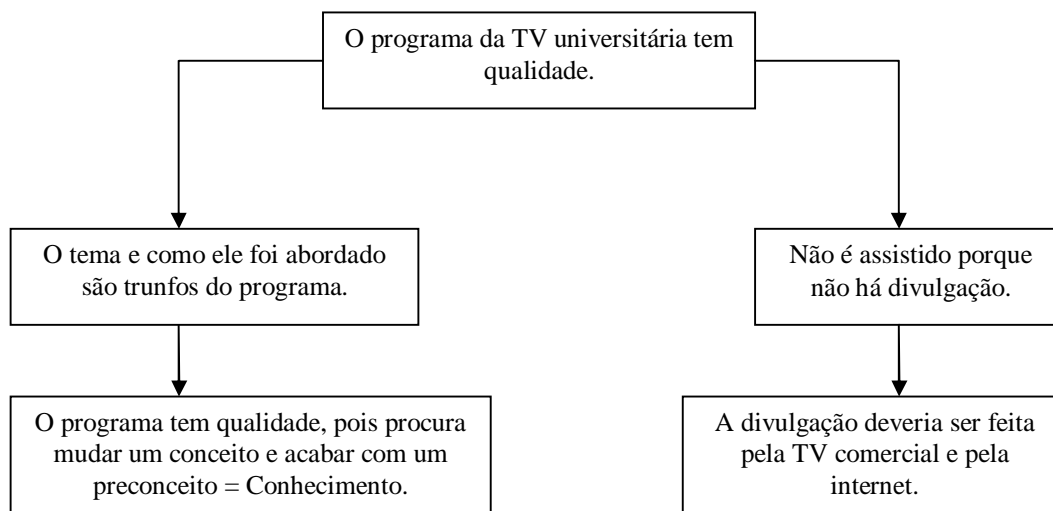 O programa da TV universitária tem
qualidade.
O tema e como ele foi abordado
são trunfos do programa.
Não é assistido porque
não há divulgação.
O programa tem qualidade, pois procura
mudar um conceito e acabar com um
preconceito = Conhecimento.
A divulgação deveria ser feita
pela TV comercial e pela
internet.